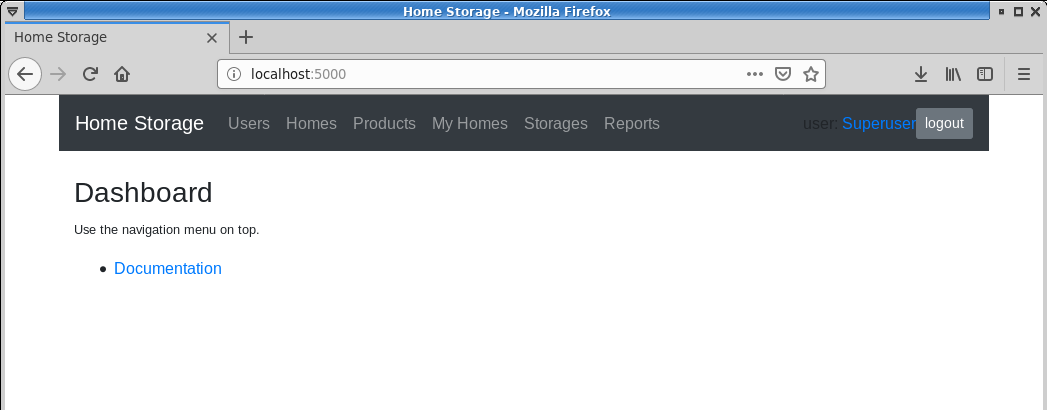 Home Storage - Mozilla Firefox
Home Storage
localhost:5000
Home Storage Users Homes Products My Homes Storages Reports user: Superuser logout
Dashboard
Use the navigation menu on top.
Documentation